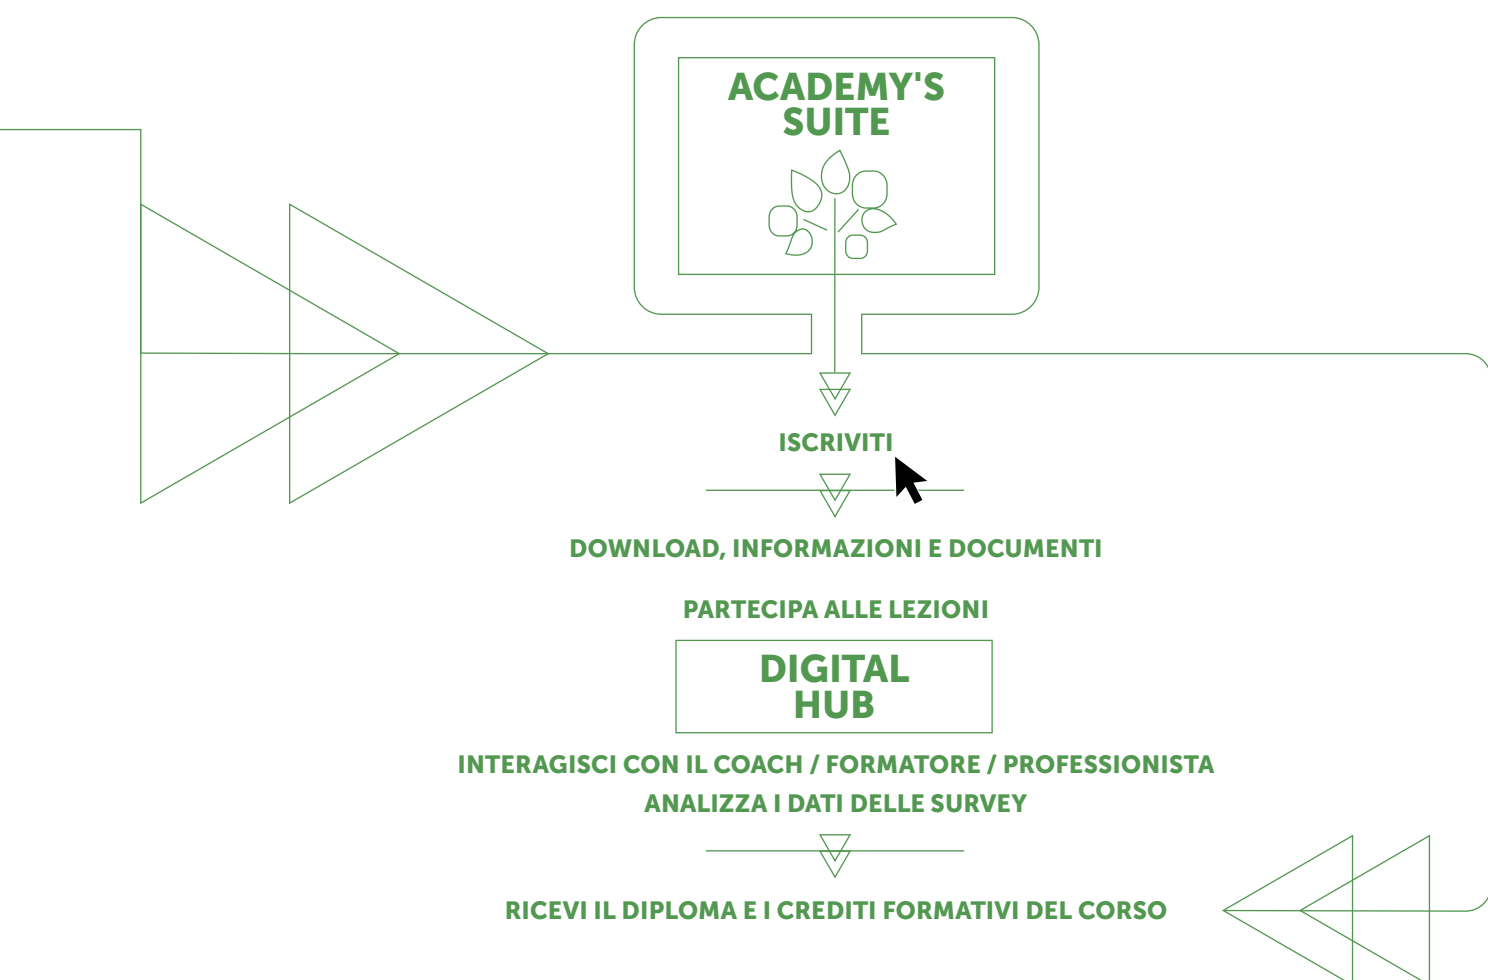 ACADEMY'S
SUITE
ISCRIVITI
DOWNLOAD, INFORMAZIONI E DOCUMENTI
PARTECIPA ALLE LEZIONI
DIGITAL
HUB
INTERAGISCI CON IL COACH / FORMATORE / PROFESSIONISTA
ANALIZZA I DATI DELLE SURVEY
RICEVI IL DIPLOMA E I CREDITI FORMATIVI DEL CORSO